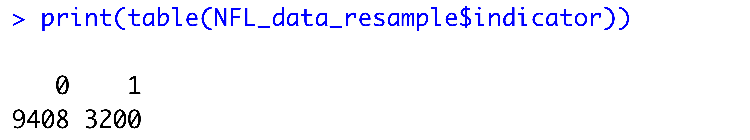 > print(table(NFL_data_resample$indicator))
0 1
9408 3200